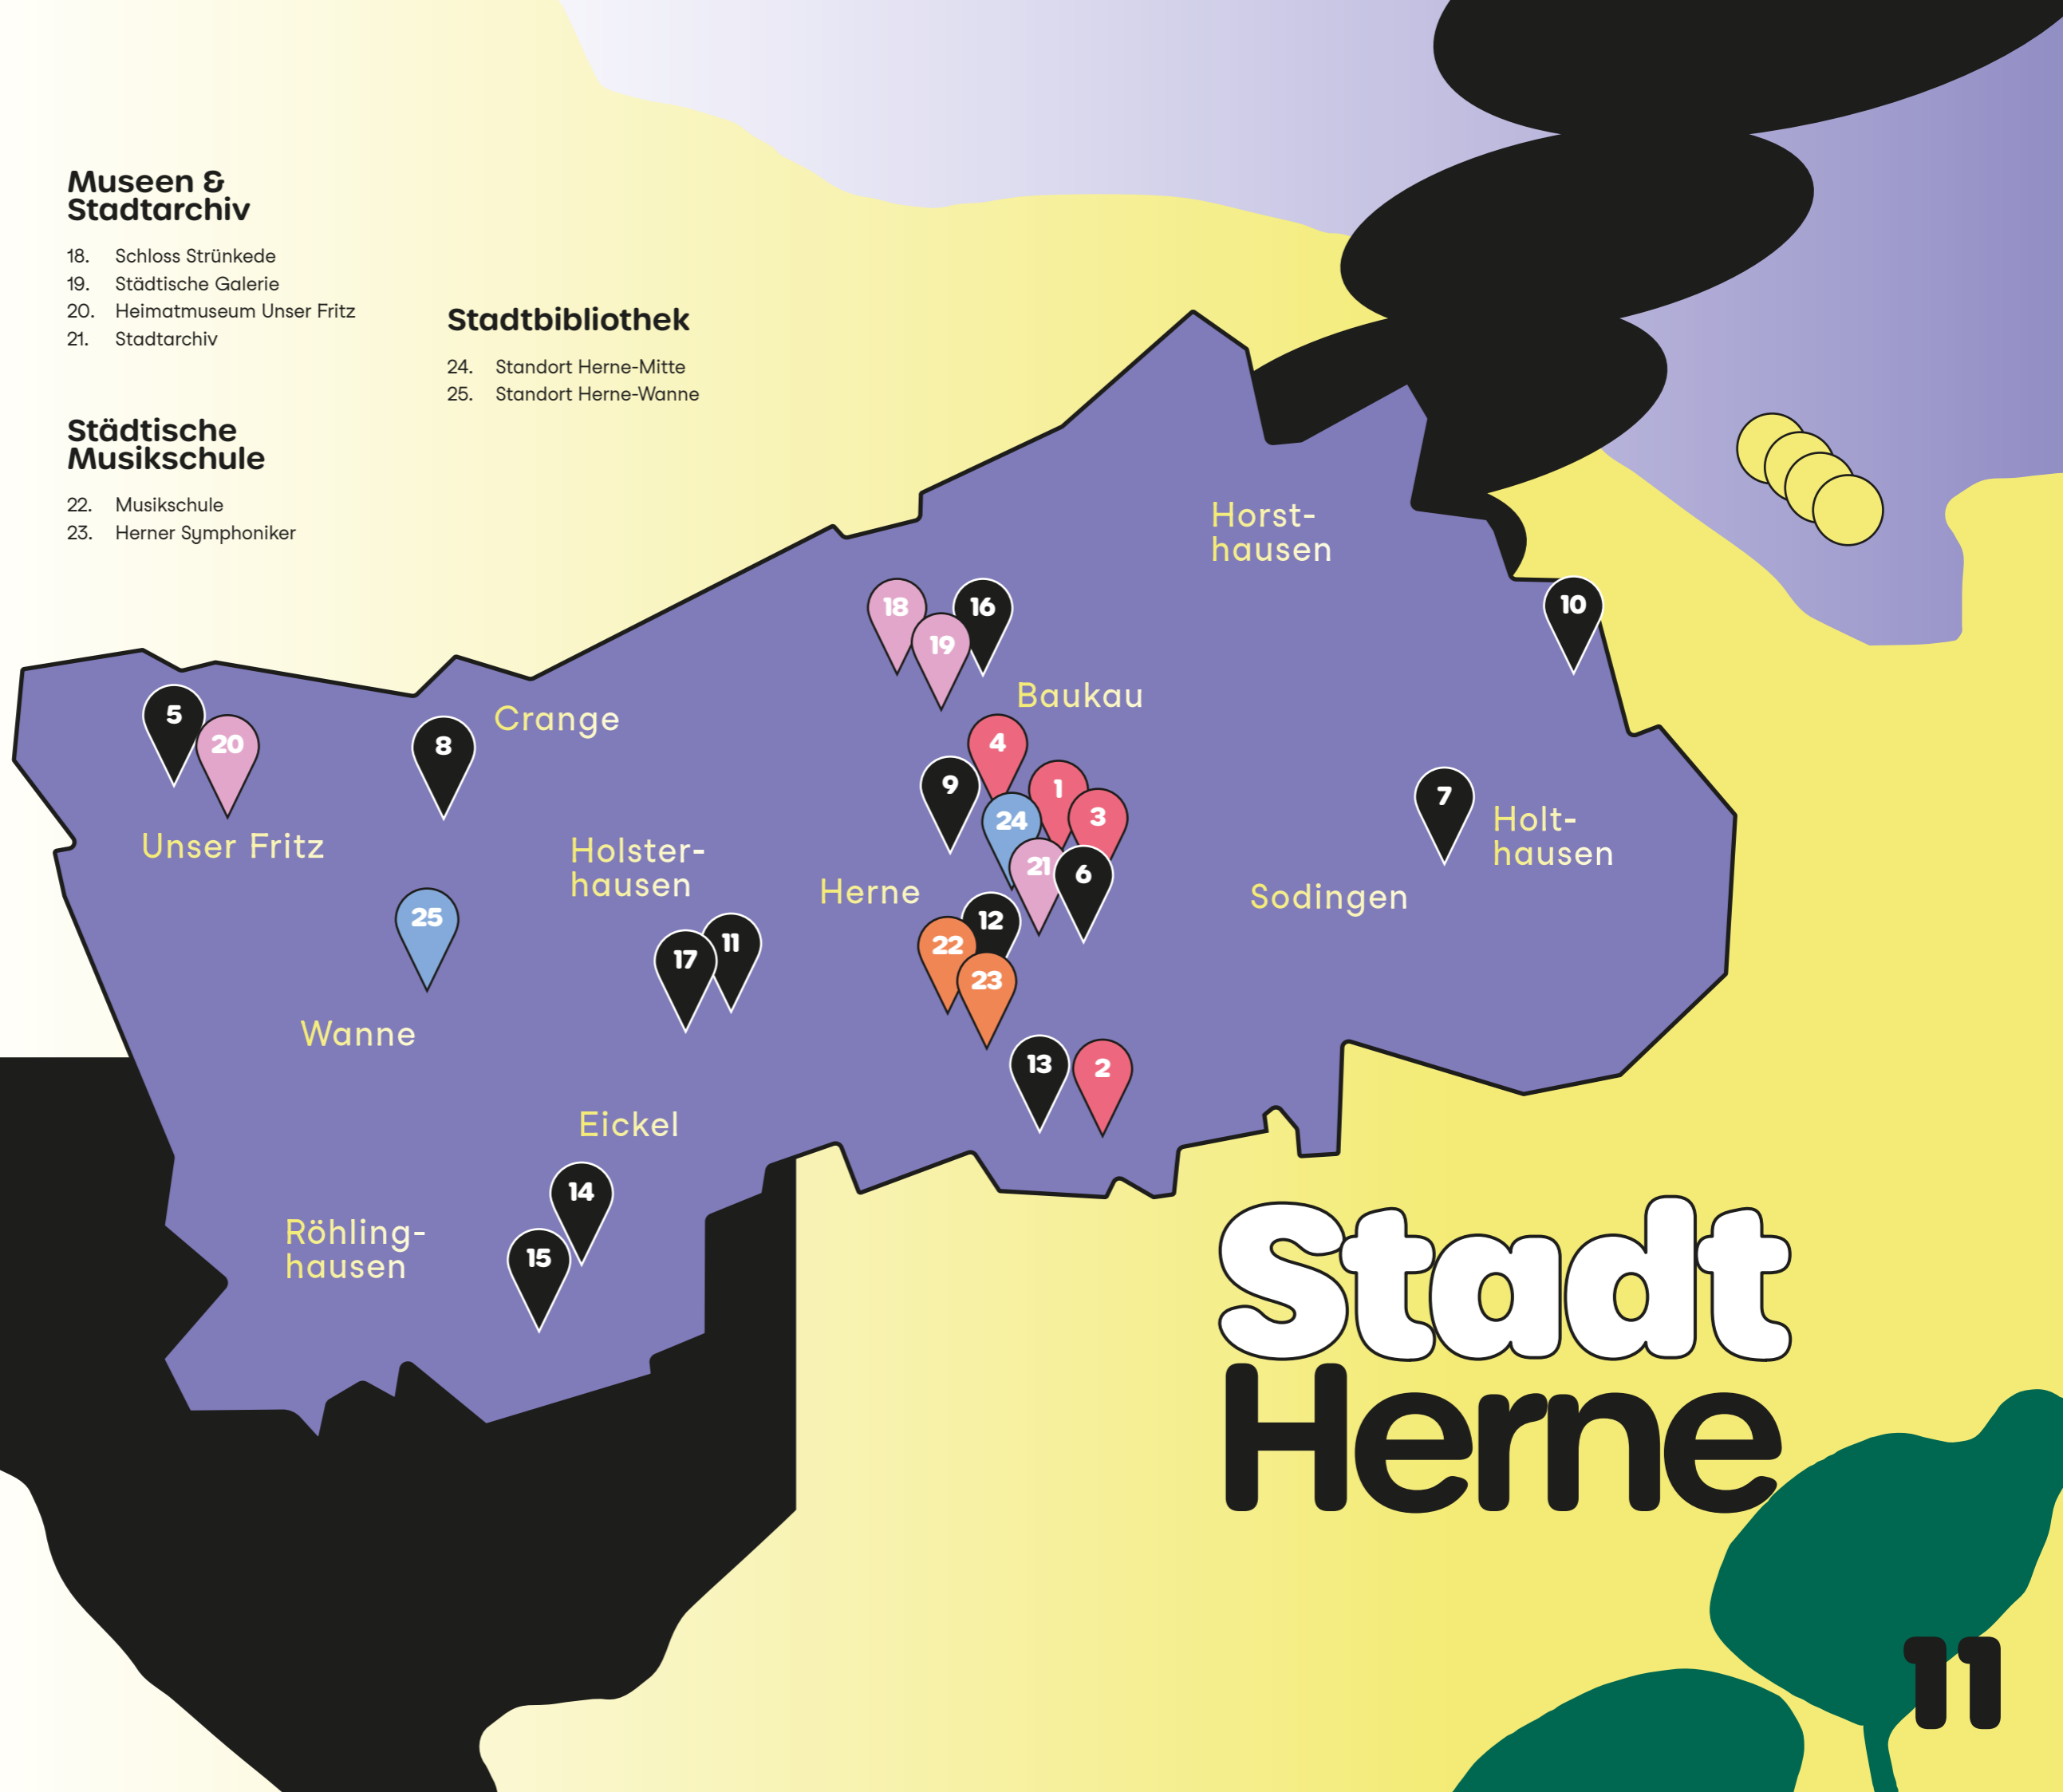 Museen &
Stadtarchiv
18. Schloss Strünkede
19. Städtische Galerie
20. Heimatmuseum Unser Fritz
21. Stadtarchiv
Städtische
Musikschule
22. Musikschule
23. Herner Symphoniker
Stadtbibliothek
24. Standort Herne-Mitte
25. Standort Herne-Wanne
Horst-
hausen
18
16
19
10
Baukau
5
20
8
Crange
4
9
1
24
3
7
Holt-
hausen
Unser Fritz
Holster-
hausen
21
6
Herne
Sodingen
25
12
22
11
17
23
Wanne
13
2
Eickel
14
Röhling-
hausen
15
Stadt
Herne
11